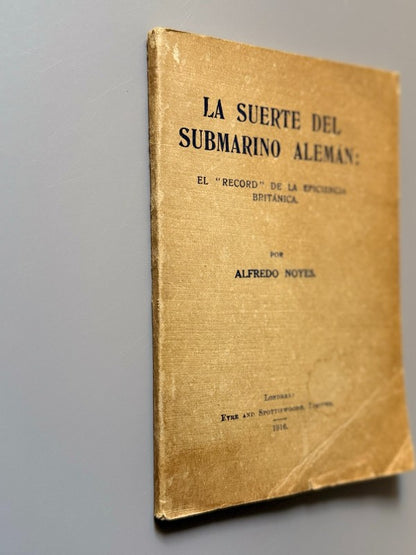 LA SUERTE DEL
SUBMARINO ALEMÁN:
EL "RECORD" DE LA EFICIENCIA
BRITÁNICA.
POR
ALFREDO NOYES.
LONDRES:
EYRE AND SPOTTISWOODE, LIMITED.
1916.